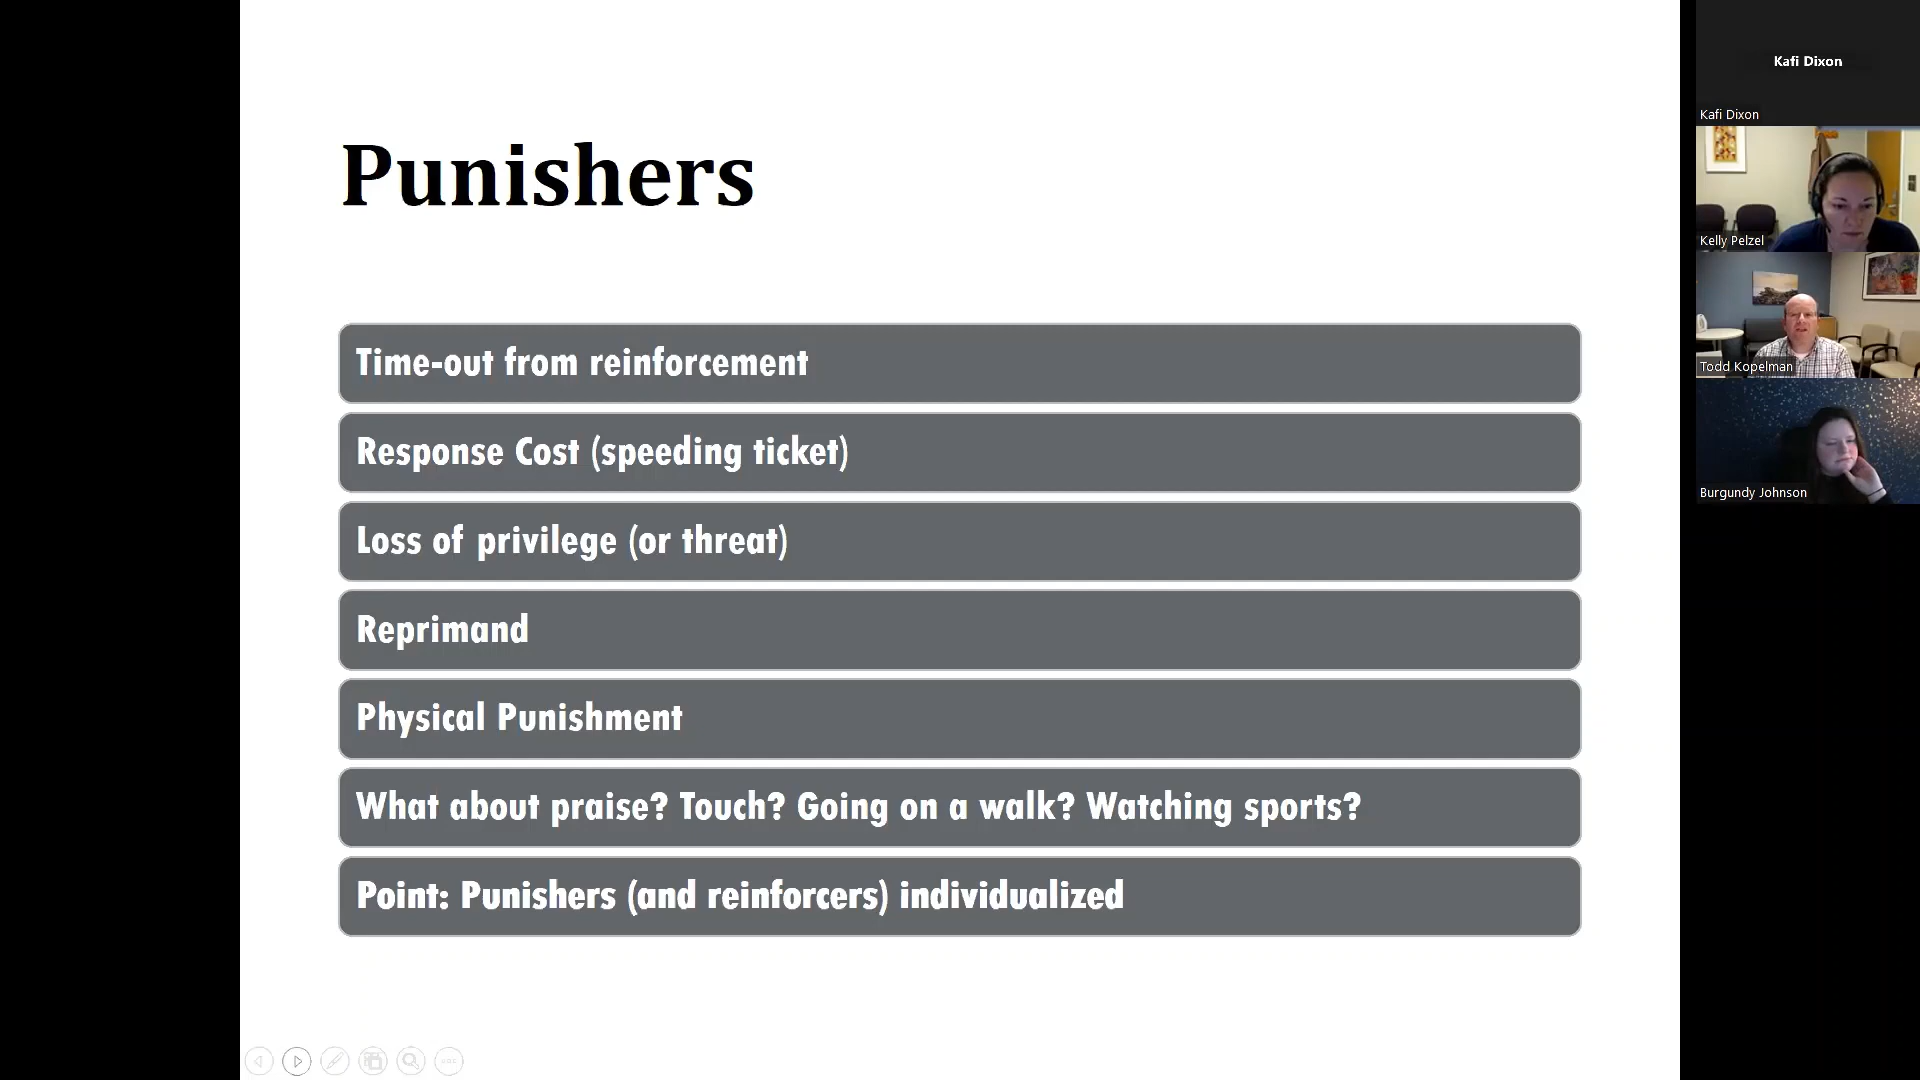 Punishers
Time-out from reinforcement
Response Cost (speeding ticket)
Loss of privilege (or threat)
Reprimand
Physical Punishment
What about praise? Touch? Going on a walk? Watching sports?
Point: Punishers (and reinforcers) individualized
Kafi Dixon
Kafi Dixon
Kelly Pelzel
Todd Kopelman
Burgundy Johnson